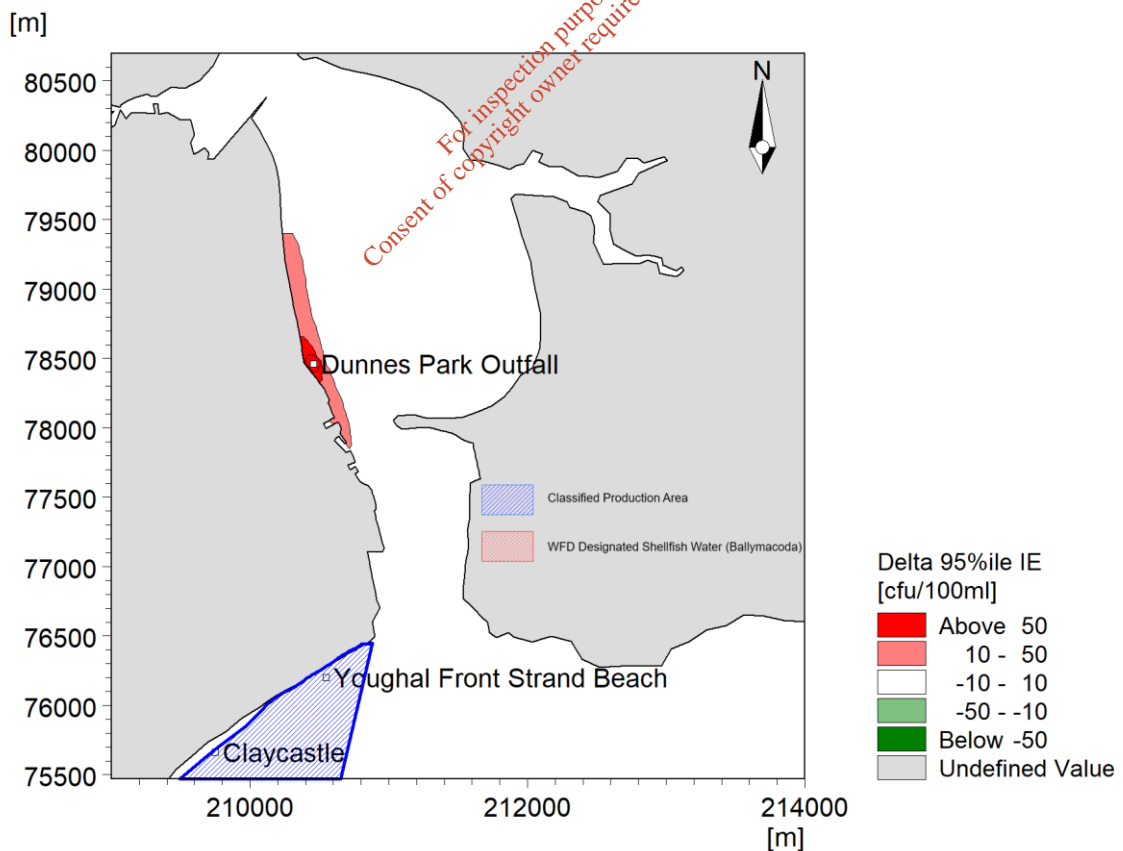 [m]
For inspection purpo
Consent of copyright owner require
N
80500
80000
79500
79000
78500
78000
77500
77000
76500
76000
75500
Dunnes Park Outfall
Classified Production Area
WFD Designated Shellfish Water (Ballymacoda)
Youghal Front Strand Beach
Claycastle
210000
212000
214000
[m]
Delta 95%ile IE
[cfu/100ml]
Above 50
10 - 50
-10 - 10
-50 - -10
Below -50
Undefined Value